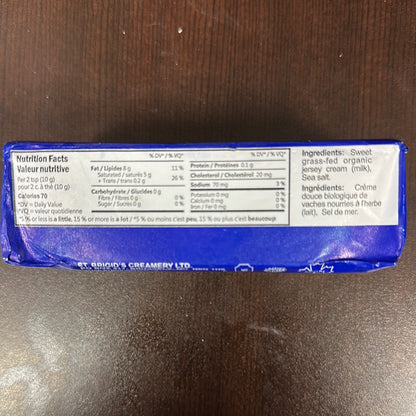 Nutrition Facts
Valeur nutritive
Per 2 tsp (10 g)
pour 2 c. à thé (10 g)
Calories 70
*DV = Daily Value
*VQ = valeur quotidienne
% DV* / % VQ*
Fat / Lipides 8 g 11 %
Saturated / saturés 5 g
+ Trans / trans 0.2 g 26 %
Carbohydrate / Glucides 0 g
Fibre / Fibres 0 g 0 %
Sugar / Sucres 0 g 0 %
% DV* / % VQ*
Protein / Protéines 0.1 g
Cholesterol / Cholestérol 20 mg
Sodium 70 mg 3 %
Potassium 0 mg 0 %
Calcium 0 mg 0 %
Iron / Fer 0 mg 0 %
*5 % or less is a little, 15 % or more is a lot / *5 % ou moins c'est peu, 15 % ou plus c'est beaucoup
Ingredients: Sweet
grass-fed organic
jersey cream (milk),
Sea salt.
Ingrédients: Crème
douce biologique de
vaches nourries à l'herbe
(lait), Sel de mer.
ST. BRIGID'S CREAMERY LTD.